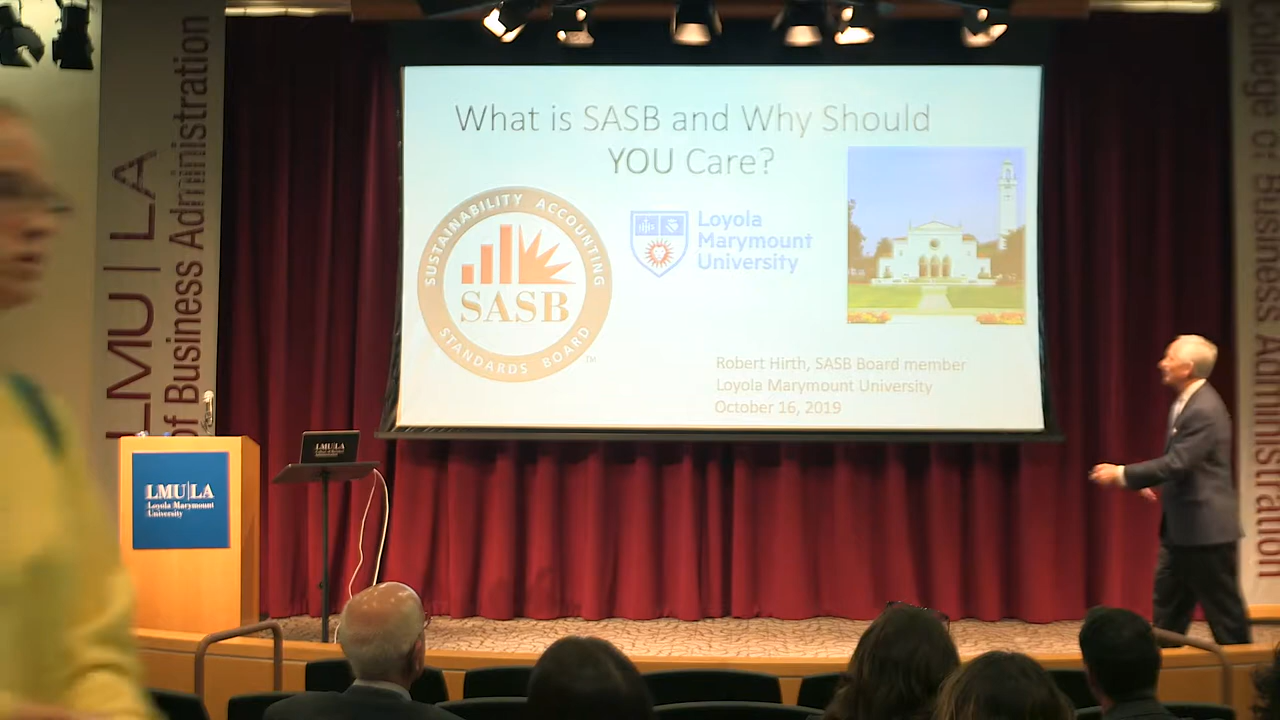 What is SASB and Why Should
YOU Care?
SUSTAINABILITY ACCOUNTING
SASB
STANDARDS BOARD
TM
Loyola
Marymount
University
Robert Hirth, SASB Board member
Loyola Marymount University
October 16, 2019
LMU | LA
of Business Administration
College of Business Administration
LMU|LA
Loyola Marymount
University
LMU|LA